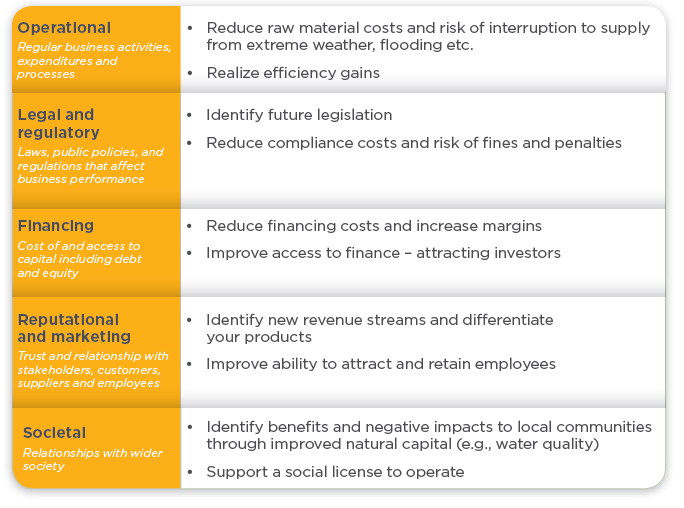 Operational
Regular business activities,
expenditures and
processes
• Reduce raw material costs and risk of interruption to supply
from extreme weather, flooding etc.
• Realize efficiency gains
Legal and
regulatory
Laws, public policies, and
regulations that affect
business performance
• Identify future legislation
• Reduce compliance costs and risk of fines and penalties
Financing
Cost of and access to
capital including debt
and equity
• Reduce financing costs and increase margins
• Improve access to finance – attracting investors
Reputational
and marketing
Trust and relationship with
stakeholders, customers,
suppliers and employees
• Identify new revenue streams and differentiate
your products
• Improve ability to attract and retain employees
Societal
Relationships with wider
society
• Identify benefits and negative impacts to local communities
through improved natural capital (e.g., water quality)
• Support a social license to operate